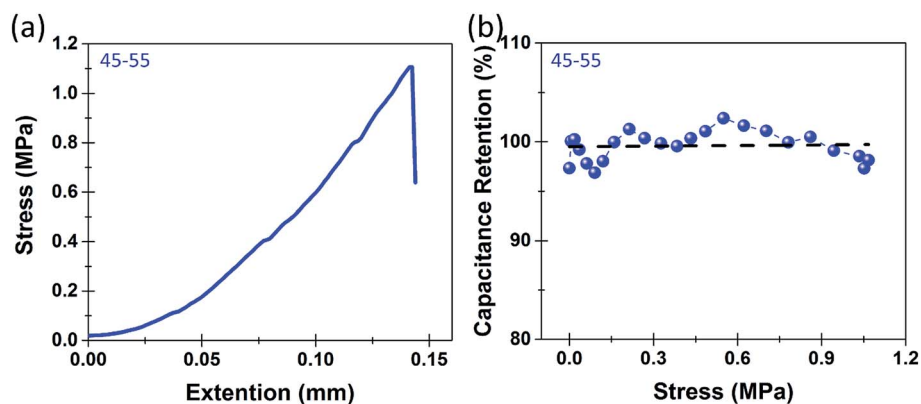 (a)
45-55
1.2
1.0
0.8
0.6
0.4
0.2
0.0
0.00 0.05 0.10 0.15
Stress (MPa)
Extention (mm)
(b)
45-55
110
100
90
80
0.0 0.3 0.6 0.9 1.2
Capacitance Retention (%)
Stress (MPa)